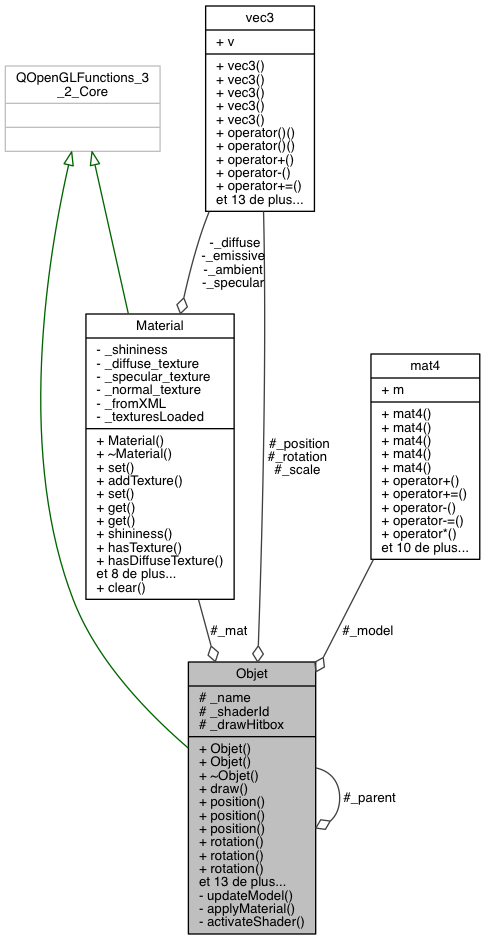 vec3
+ v
+ vec3()
+ vec3()
+ vec3()
+ vec3()
+ vec3()
+ operator()()
+ operator()()
+ operator+()
+ operator-()
+ operator+=()
et 13 de plus...
QOpenGLFunctions_3
_2_Core
-_diffuse
-_emissive
-_ambient
-_specular
Material
- _shininess
- _diffuse_texture
- _specular_texture
- _normal_texture
- _fromXML
- _texturesLoaded
+ Material()
+ ~Material()
+ set()
+ addTexture()
+ set()
+ get()
+ get()
+ shininess()
+ hasTexture()
+ hasDiffuseTexture()
et 8 de plus...
+ clear()
#_position
#_rotation
#_scale
mat4
+ m
+ mat4()
+ mat4()
+ mat4()
+ mat4()
+ mat4()
+ operator+()
+ operator+=()
+ operator-()
+ operator-=()
+ operator*()
et 10 de plus...
#_mat
#_model
Objet
# _name
# _shaderId
# _drawHitbox
+ Objet()
+ Objet()
+ ~Objet()
+ draw()
+ position()
+ position()
+ position()
+ rotation()
+ rotation()
+ rotation()
et 13 de plus...
- updateModel()
- applyMaterial()
- activateShader()
#_parent